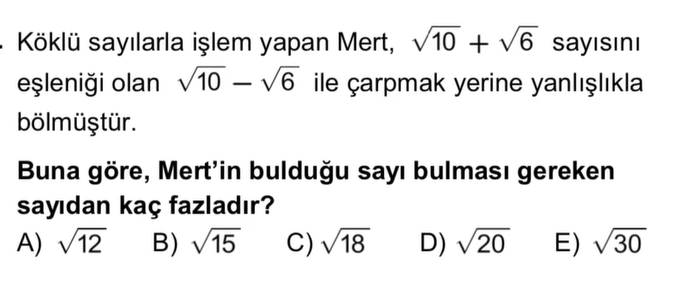 Köklü sayılarla işlem yapan Mert, √10 + √6 sayısını
eşleniği olan √10 − √6 ile çarpmak yerine yanlışlıkla
bölmüştür.
Buna göre, Mert’in bulduğu sayı bulması gereken
sayıdan kaç fazladır?
A) √12 B) √15 C) √18 D) √20 E) √30